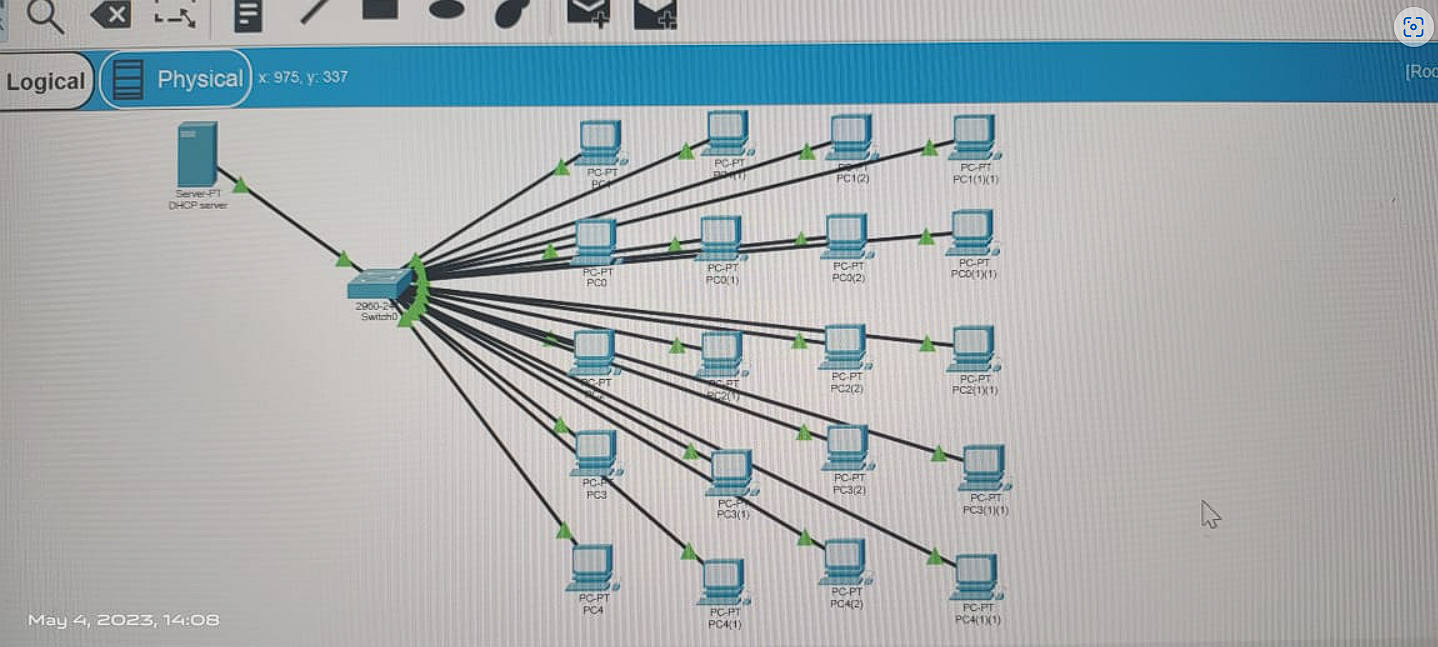 Logical
Physical
x: 975, y: 337
[Roo
Server-PT
DHCP server
PC-PT
PC1
PC-PT
PC1(1)
PC-PT
PC1(2)
PC-PT
PC1(1)(1)
PC-PT
PC0
PC-PT
PC0(1)
PC-PT
PC0(2)
PC-PT
PC0(1)(1)
2960-24
Switch0
PC-PT
PC2
PC-PT
PC2(1)
PC-PT
PC2(2)
PC-PT
PC2(1)(1)
PC-PT
PC3
PC-PT
PC3(1)
PC-PT
PC3(2)
PC-PT
PC3(1)(1)
PC-PT
PC4
PC-PT
PC4(1)
PC-PT
PC4(2)
PC-PT
PC4(1)(1)
May 4, 2023, 14:08